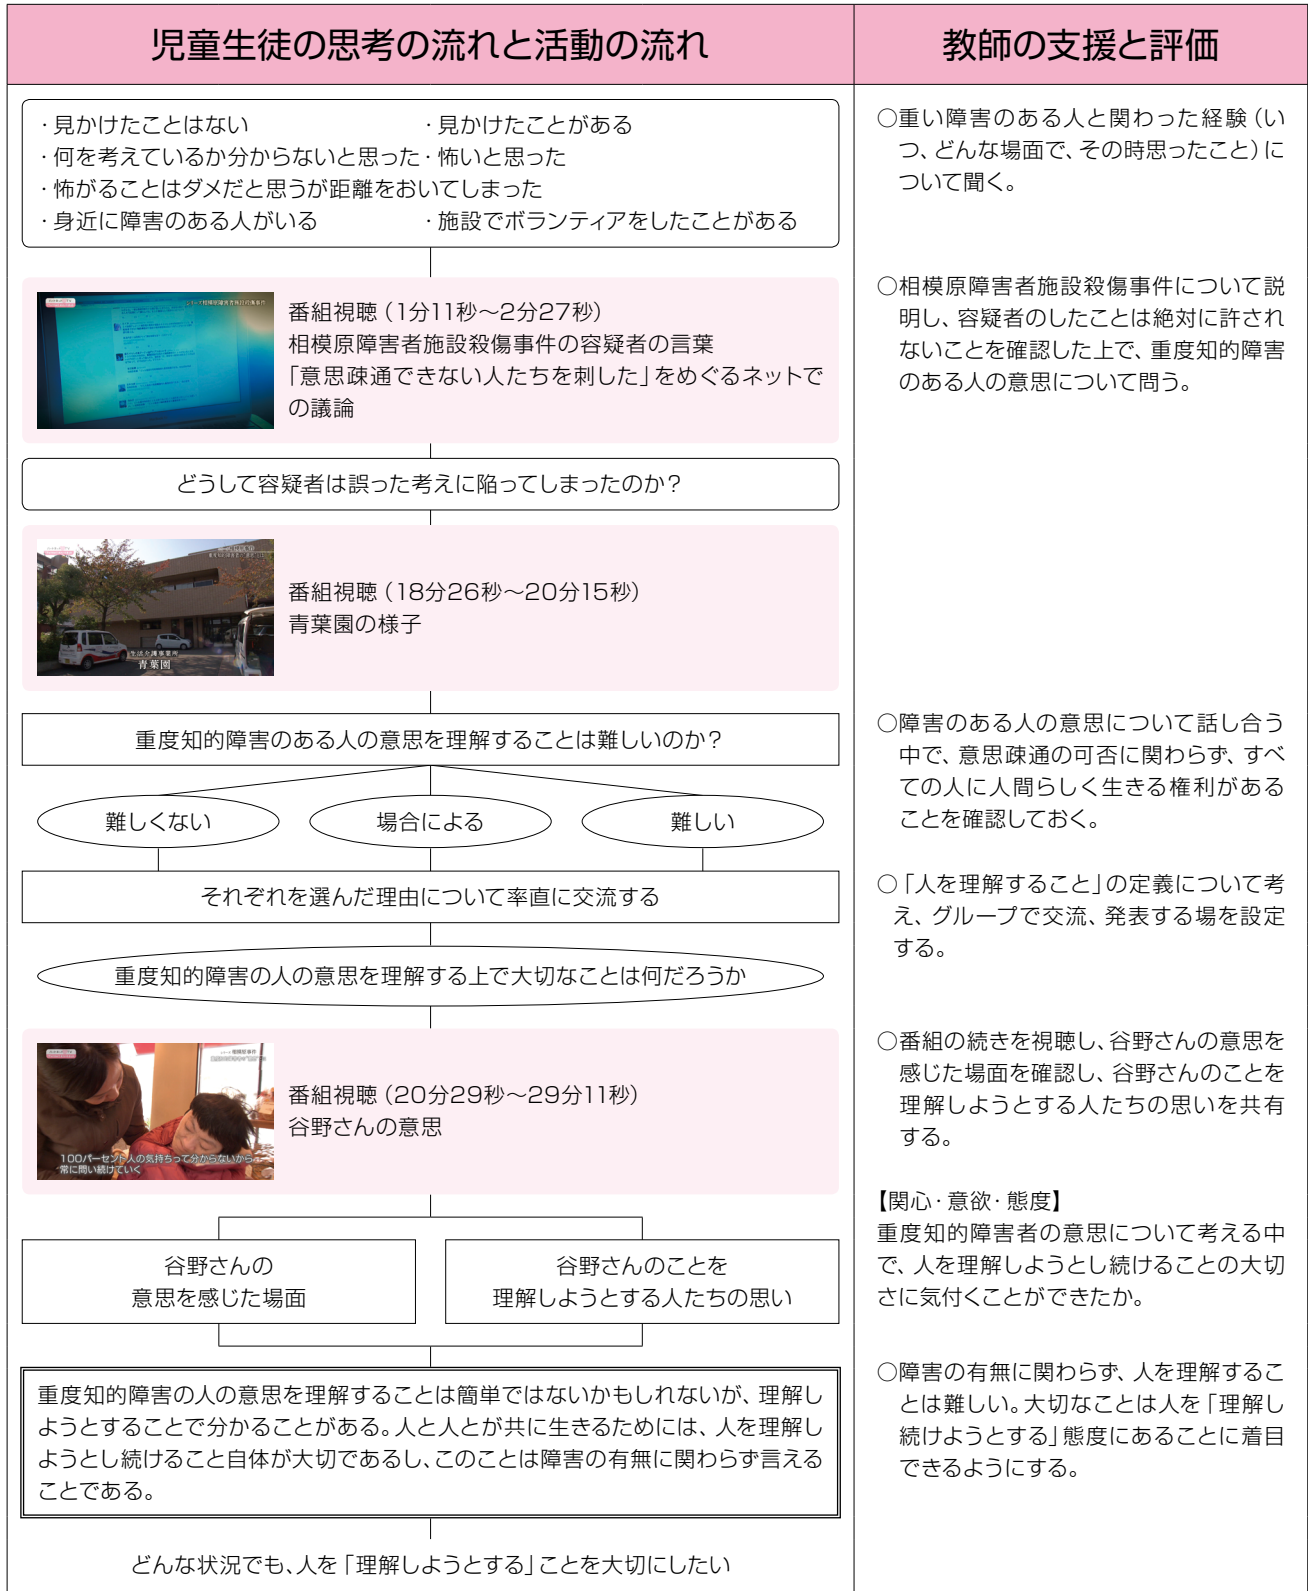 児童生徒の思考の流れと活動の流れ
・見かけたことはない　・見かけたことがある
・何を考えているか分からないと思った・怖いと思った
・怖がることはダメだと思うが距離をおいてしまった
・身近に障害のある人がいる　・施設でボランティアをしたことがある
番組視聴（1分11秒～2分27秒）
相模原障害者施設殺傷事件の容疑者の言葉
「意思疎通できない人たちを刺した」をめぐるネットで
の議論
どうして容疑者は誤った考えに陥ってしまったのか？
生活介護事業所
青葉園
番組視聴（18分26秒～20分15秒）
青葉園の様子
重度知的障害のある人の意思を理解することは難しいのか？
難しくない
場合による
難しい
それぞれを選んだ理由について率直に交流する
重度知的障害の人の意思を理解する上で大切なことは何だろうか
100パーセント人の気持ちって分からないから
常に問い続けていく
番組視聴（20分29秒～29分11秒）
谷野さんの意思
谷野さんの
意思を感じた場面
谷野さんのことを
理解しようとする人たちの思い
重度知的障害の人の意思を理解することは簡単ではないかもしれないが、理解し
ようとすることで分かることがある。人と人とが共に生きるためには、人を理解し
ようとし続けること自体が大切であるし、このことは障害の有無に関わらず言える
ことである。
どんな状況でも、人を「理解しようとする」ことを大切にしたい
教師の支援と評価
○重い障害のある人と関わった経験（い
つ、どんな場面で、その時思ったこと）に
ついて聞く。
○相模原障害者施設殺傷事件について説
明し、容疑者のしたことは絶対に許され
ないことを確認した上で、重度知的障害
のある人の意思について問う。
○障害のある人の意思について話し合う
中で、意思疎通の可否に関わらず、すべ
ての人に人間らしく生きる権利がある
ことを確認しておく。
○「人を理解すること」の定義について考
え、グループで交流、発表する場を設定
する。
○番組の続きを視聴し、谷野さんの意思を
感じた場面を確認し、谷野さんのことを
理解しようとする人たちの思いを共有
する。
【関心・意欲・態度】
重度知的障害者の意思について考える中
で、人を理解しようとし続けることの大切
さに気付くことができたか。
○障害の有無に関わらず、人を理解するこ
とは難しい。大切なことは人を「理解し
続けようとする」態度にあることに着目
できるようにする。